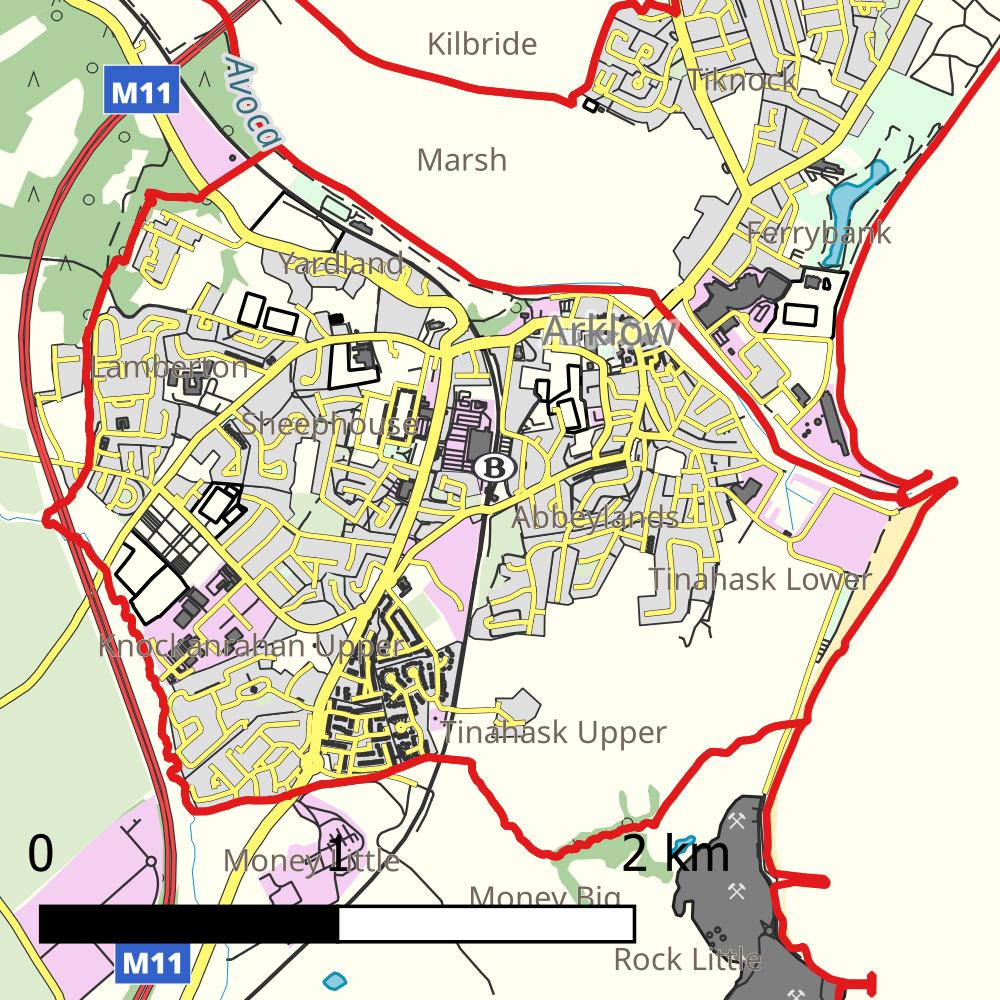 Kilbride
Tiknock
M11
Avoca
Marsh
Ferrybank
Yardland
Arklow
Lamberton
Sheephouse
B
Abbeylands
Tinahask Lower
Knockanrahan Upper
Tinahask Upper
0 1 2 km
Money Little
Money Big
Rock Little
M11